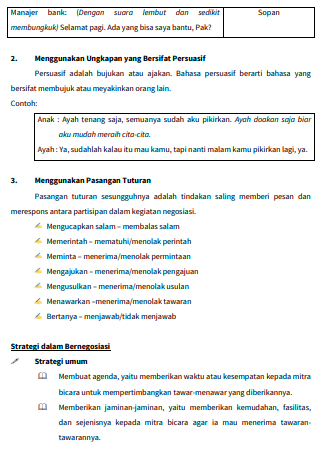 Manajer bank: (Dengan suara lembut dan sedikit
membungkuk) Selamat pagi. Ada yang bisa saya bantu, Pak?
Sopan
2. Menggunakan Ungkapan yang Bersifat Persuasif
Persuasif adalah bujukan atau ajakan. Bahasa persuasif berarti bahasa yang
bersifat membujuk atau meyakinkan orang lain.
Contoh:
Anak : Ayah tenang saja, semuanya sudah aku pikirkan. Ayah doakan saja biar
aku mudah meraih cita-cita.
Ayah : Ya, sudahlah kalau itu mau kamu, tapi nanti malam kamu pikirkan lagi, ya.
3. Menggunakan Pasangan Tuturan
Pasangan tuturan sesungguhnya adalah tindakan saling memberi pesan dan
merespons antara partisipan dalam kegiatan negosiasi.
Mengucapkan salam – membalas salam
Memerintah – mematuhi/menolak perintah
Meminta – menerima/menolak permintaan
Mengajukan – menerima/menolak pengajuan
Mengusulkan – menerima/menolak usulan
Menawarkan –menerima/menolak tawaran
Bertanya – menjawab/tidak menjawab
Strategi dalam Bernegosiasi
Strategi umum
Membuat agenda, yaitu memberikan waktu atau kesempatan kepada mitra
bicara untuk mempertimbangkan tawar-menawar yang diberikannya.
Memberikan jaminan-jaminan, yaitu memberikan kemudahan, fasilitas,
dan sejenisnya kepada mitra bicara agar ia mau menerima tawaran-
tawarannya.